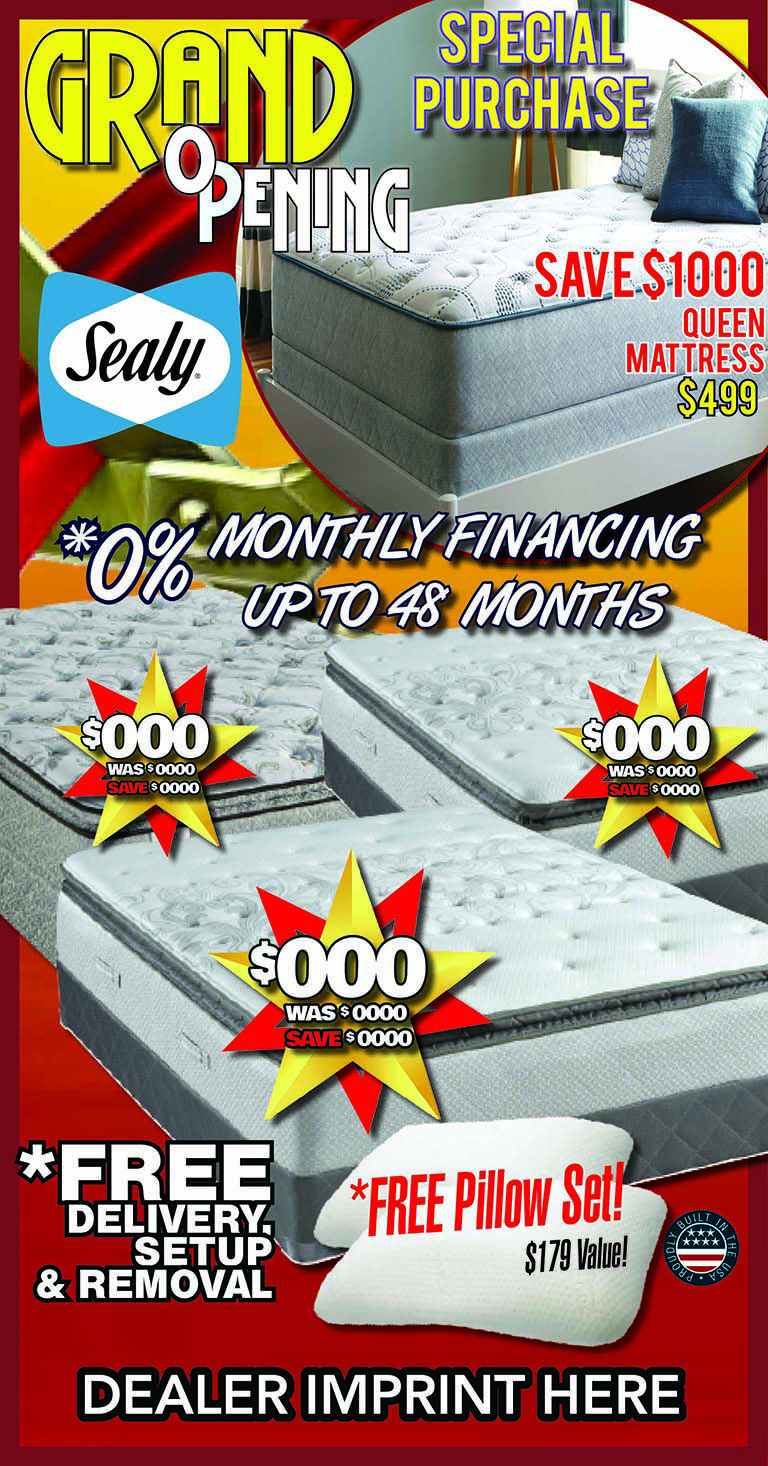 GRAND
OPENING
SPECIAL
PURCHASE
Sealy®
SAVE $1000
QUEEN
MATTRESS
$499
*0% MONTHLY FINANCING
UP TO 48 MONTHS
$000
WAS $0000
SAVE $0000
$000
WAS $0000
SAVE $0000
$000
WAS $0000
SAVE $0000
*FREE
DELIVERY,
SETUP
& REMOVAL
*FREE Pillow Set!
$179 Value!
PROUDLY BUILT IN THE USA
DEALER IMPRINT HERE